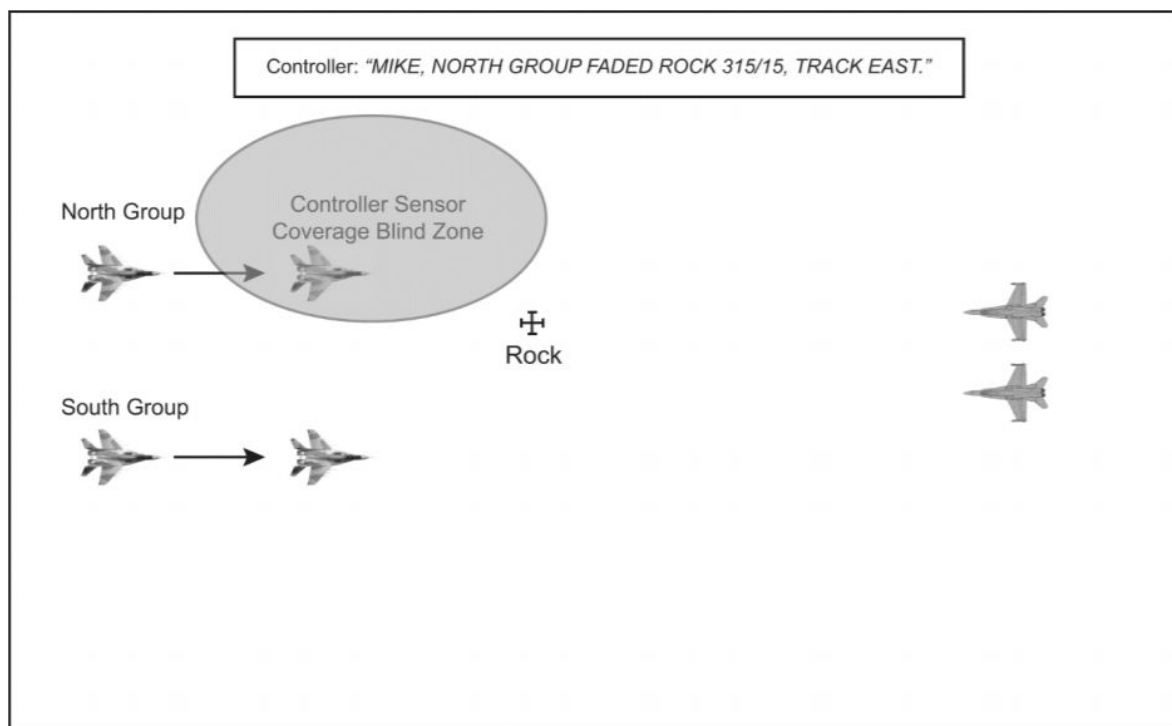 Controller: “MIKE, NORTH GROUP FADED ROCK 315/15, TRACK EAST.”
North Group
Controller Sensor
Coverage Blind Zone
Rock
South Group